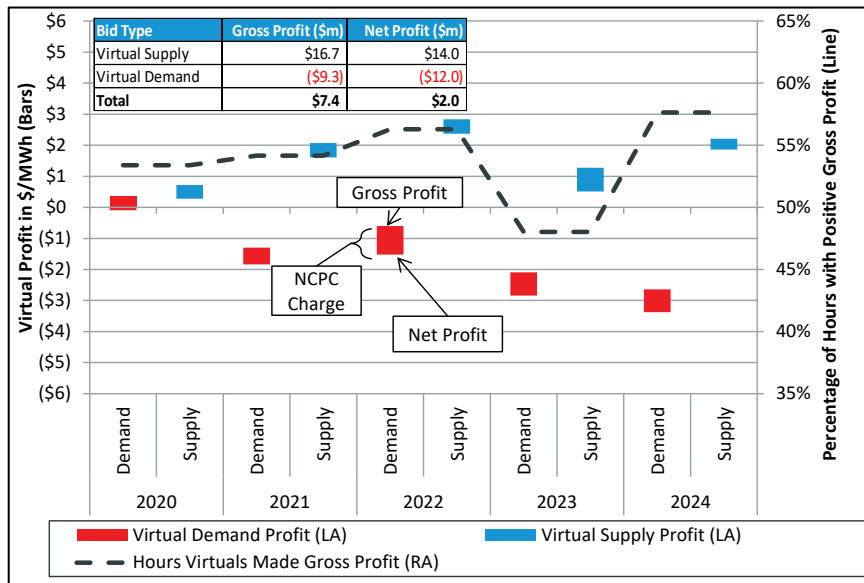 Bid Type Gross Profit ($m) Net Profit ($m)
Virtual Supply $16.7 $14.0
Virtual Demand ($9.3) ($12.0)
Total $7.4 $2.0
Virtual Profit in $/MWh (Bars)
$6
$5
$4
$3
$2
$1
$0
($1)
($2)
($3)
($4)
($5)
($6)
65%
60%
55%
50%
45%
40%
35%
Percentage of Hours with Positive Gross Profit (Line)
Gross Profit
NCPC
Charge
Net Profit
Demand Supply Demand Supply Demand Supply Demand Supply Demand Supply
2020 2021 2022 2023 2024
Virtual Demand Profit (LA) Virtual Supply Profit (LA)
Hours Virtuals Made Gross Profit (RA)